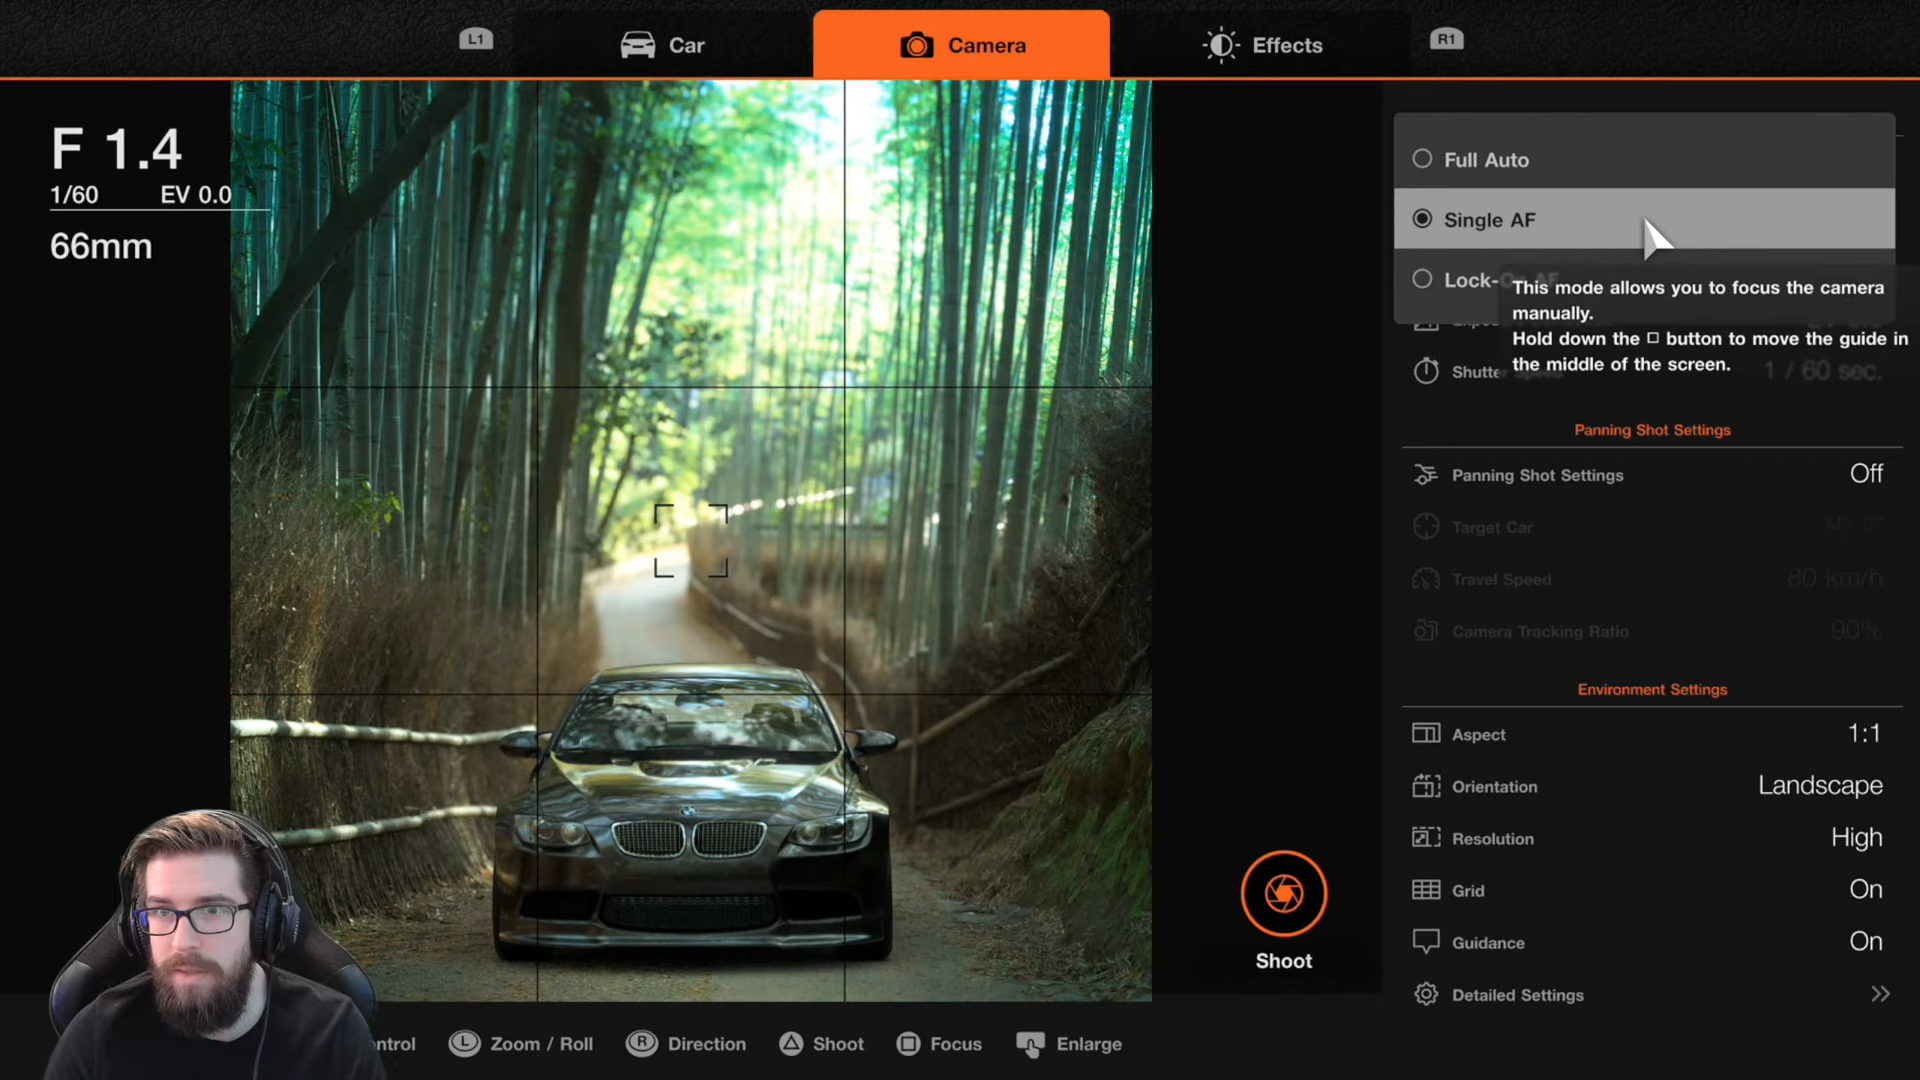 L1
Car
Camera
Effects
R1
F 1.4
1/60 EV 0.0
66mm
Full Auto
Single AF
Lock-On AF
This mode allows you to focus the camera
manually.
Hold down the □ button to move the guide in
the middle of the screen.
Shutter Speed 1 / 60 sec.
Panning Shot Settings
Panning Shot Settings Off
Target Car
Travel Speed 80 km/h
Camera Tracking Ratio 90%
Environment Settings
Aspect 1:1
Orientation Landscape
Resolution High
Grid On
Guidance On
Detailed Settings
Shoot
ntrol
L Zoom / Roll
R Direction
Shoot
Focus
Enlarge